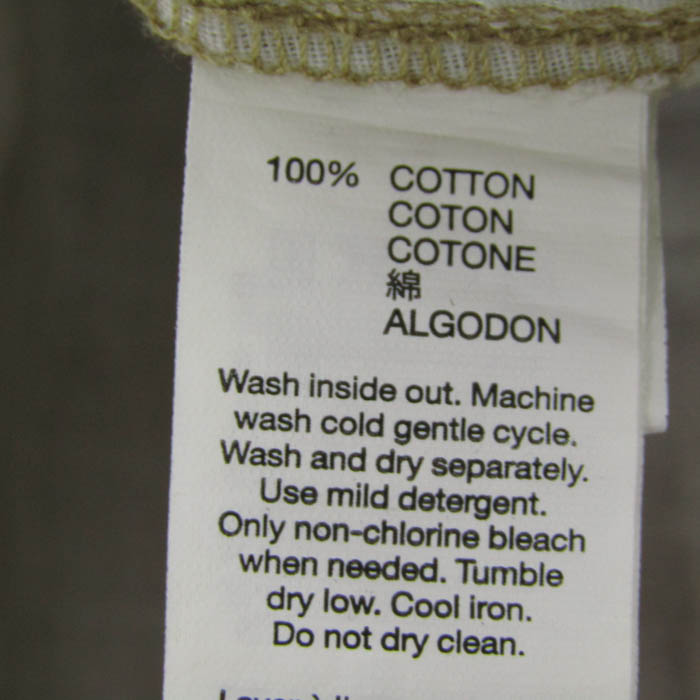 100% COTTON
COTON
COTONE
綿
ALGODON
Wash inside out. Machine
wash cold gentle cycle.
Wash and dry separately.
Use mild detergent.
Only non-chlorine bleach
when needed. Tumble
dry low. Cool iron.
Do not dry clean.